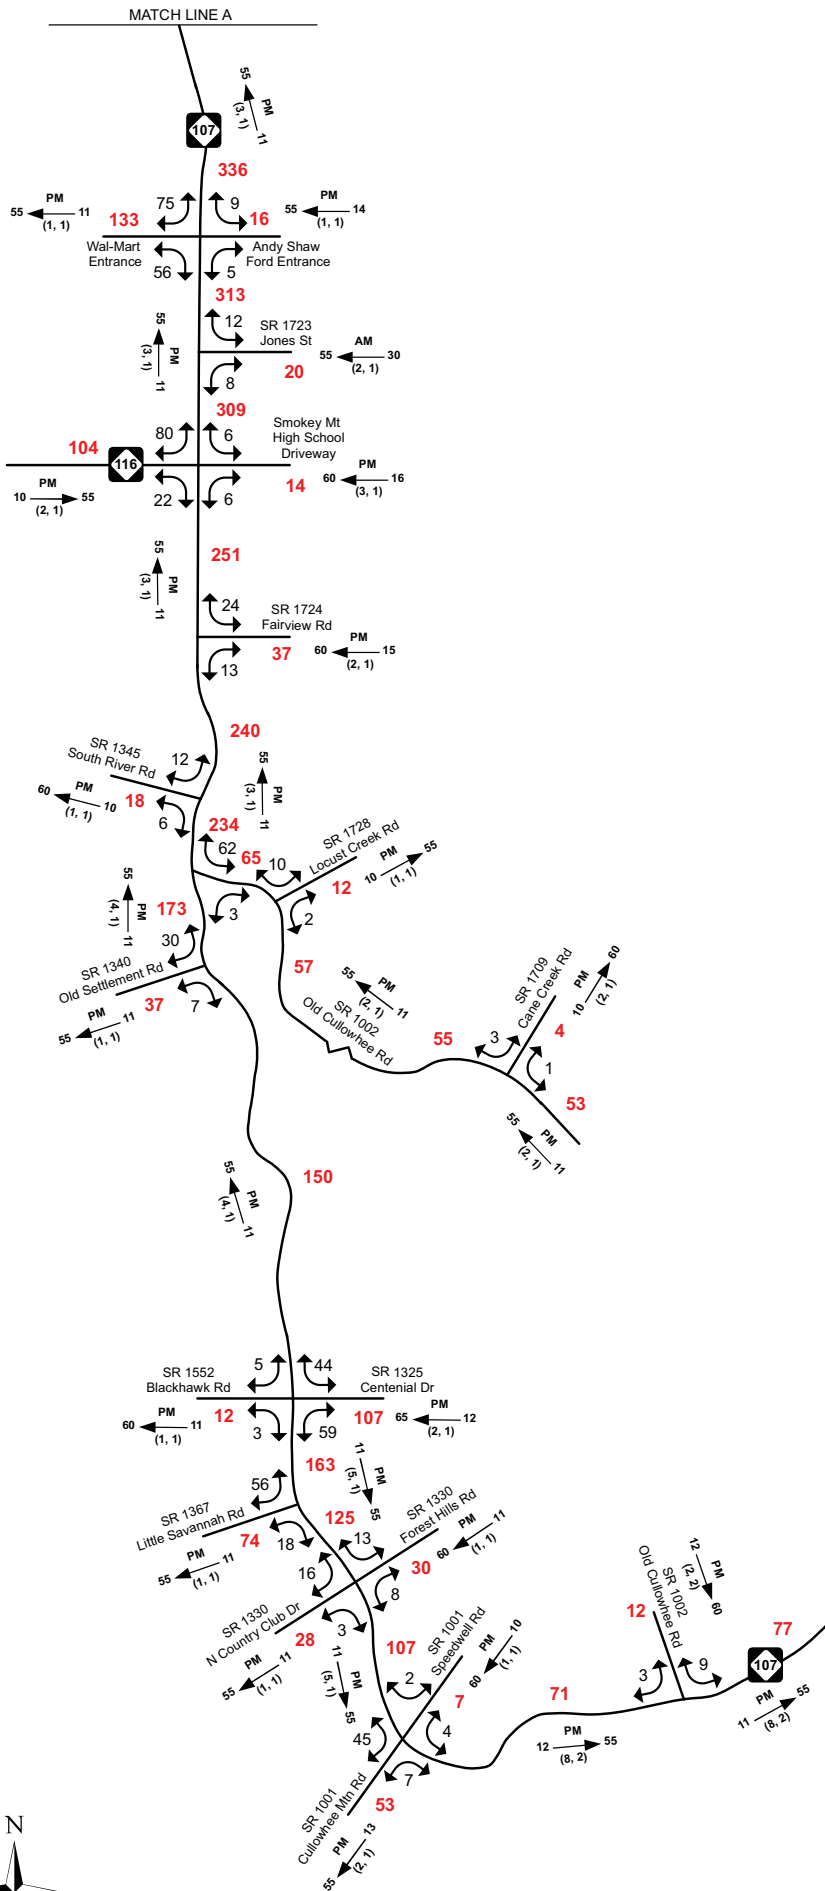 MATCH LINE A
55
PM
(3, 1)
11
107
336
75
9
PM
55
11
(1, 1)
133
16
PM
55
14
(1, 1)
Wal-Mart
Entrance
Andy Shaw
Ford Entrance
56
5
313
12
SR 1723
Jones St
55
PM
(3, 1)
11
AM
55
30
(2, 1)
20
8
309
80
6
Smokey Mt
High School
Driveway
104
116
PM
10
55
(2, 1)
22
6
14
PM
60
16
(3, 1)
251
55
PM
(3, 1)
11
24
SR 1724
Fairview Rd
37
PM
60
15
(2, 1)
13
240
SR 1345
South River Rd
12
55
PM
(3, 1)
11
60
PM
10
(1, 1)
18
6
234
62
65
10
SR 1728
Locust Creek Rd
12
PM
10
55
(1, 1)
55
PM
(4, 1)
11
173
3
2
30
SR 1340
Old Settlement Rd
37
7
PM
55
11
(1, 1)
57
55
PM
(2, 1)
11
SR 1002
Old Cullowhee Rd
55
3
SR 1709
Cane Creek Rd
4
60
PM
10
(2, 1)
1
53
55
PM
(2, 1)
11
150
55
PM
(4, 1)
11
SR 1552
Blackhawk Rd
5
44
SR 1325
Centenial Dr
12
107
PM
60
11
(1, 1)
3
59
PM
65
12
(2, 1)
163
11
PM
(5, 1)
55
56
SR 1367
Little Savannah Rd
125
74
18
13
SR 1330
Forest Hills Rd
PM
11
60
(1, 1)
PM
55
11
(1, 1)
16
30
8
SR 1330
N Country Club Dr
28
3
PM
11
55
(1, 1)
11
PM
(5, 1)
55
107
SR 1001
Speedwell Rd
2
7
PM
10
60
(1, 1)
4
45
7
SR 1001
Cullowhee Mtn Rd
53
PM
13
55
(2, 1)
71
PM
12
55
(8, 2)
12
3
9
SR 1002
Old Cullowhee Rd
12
PM
(2, 2)
60
77
107
PM
11
55
(8, 2)
N